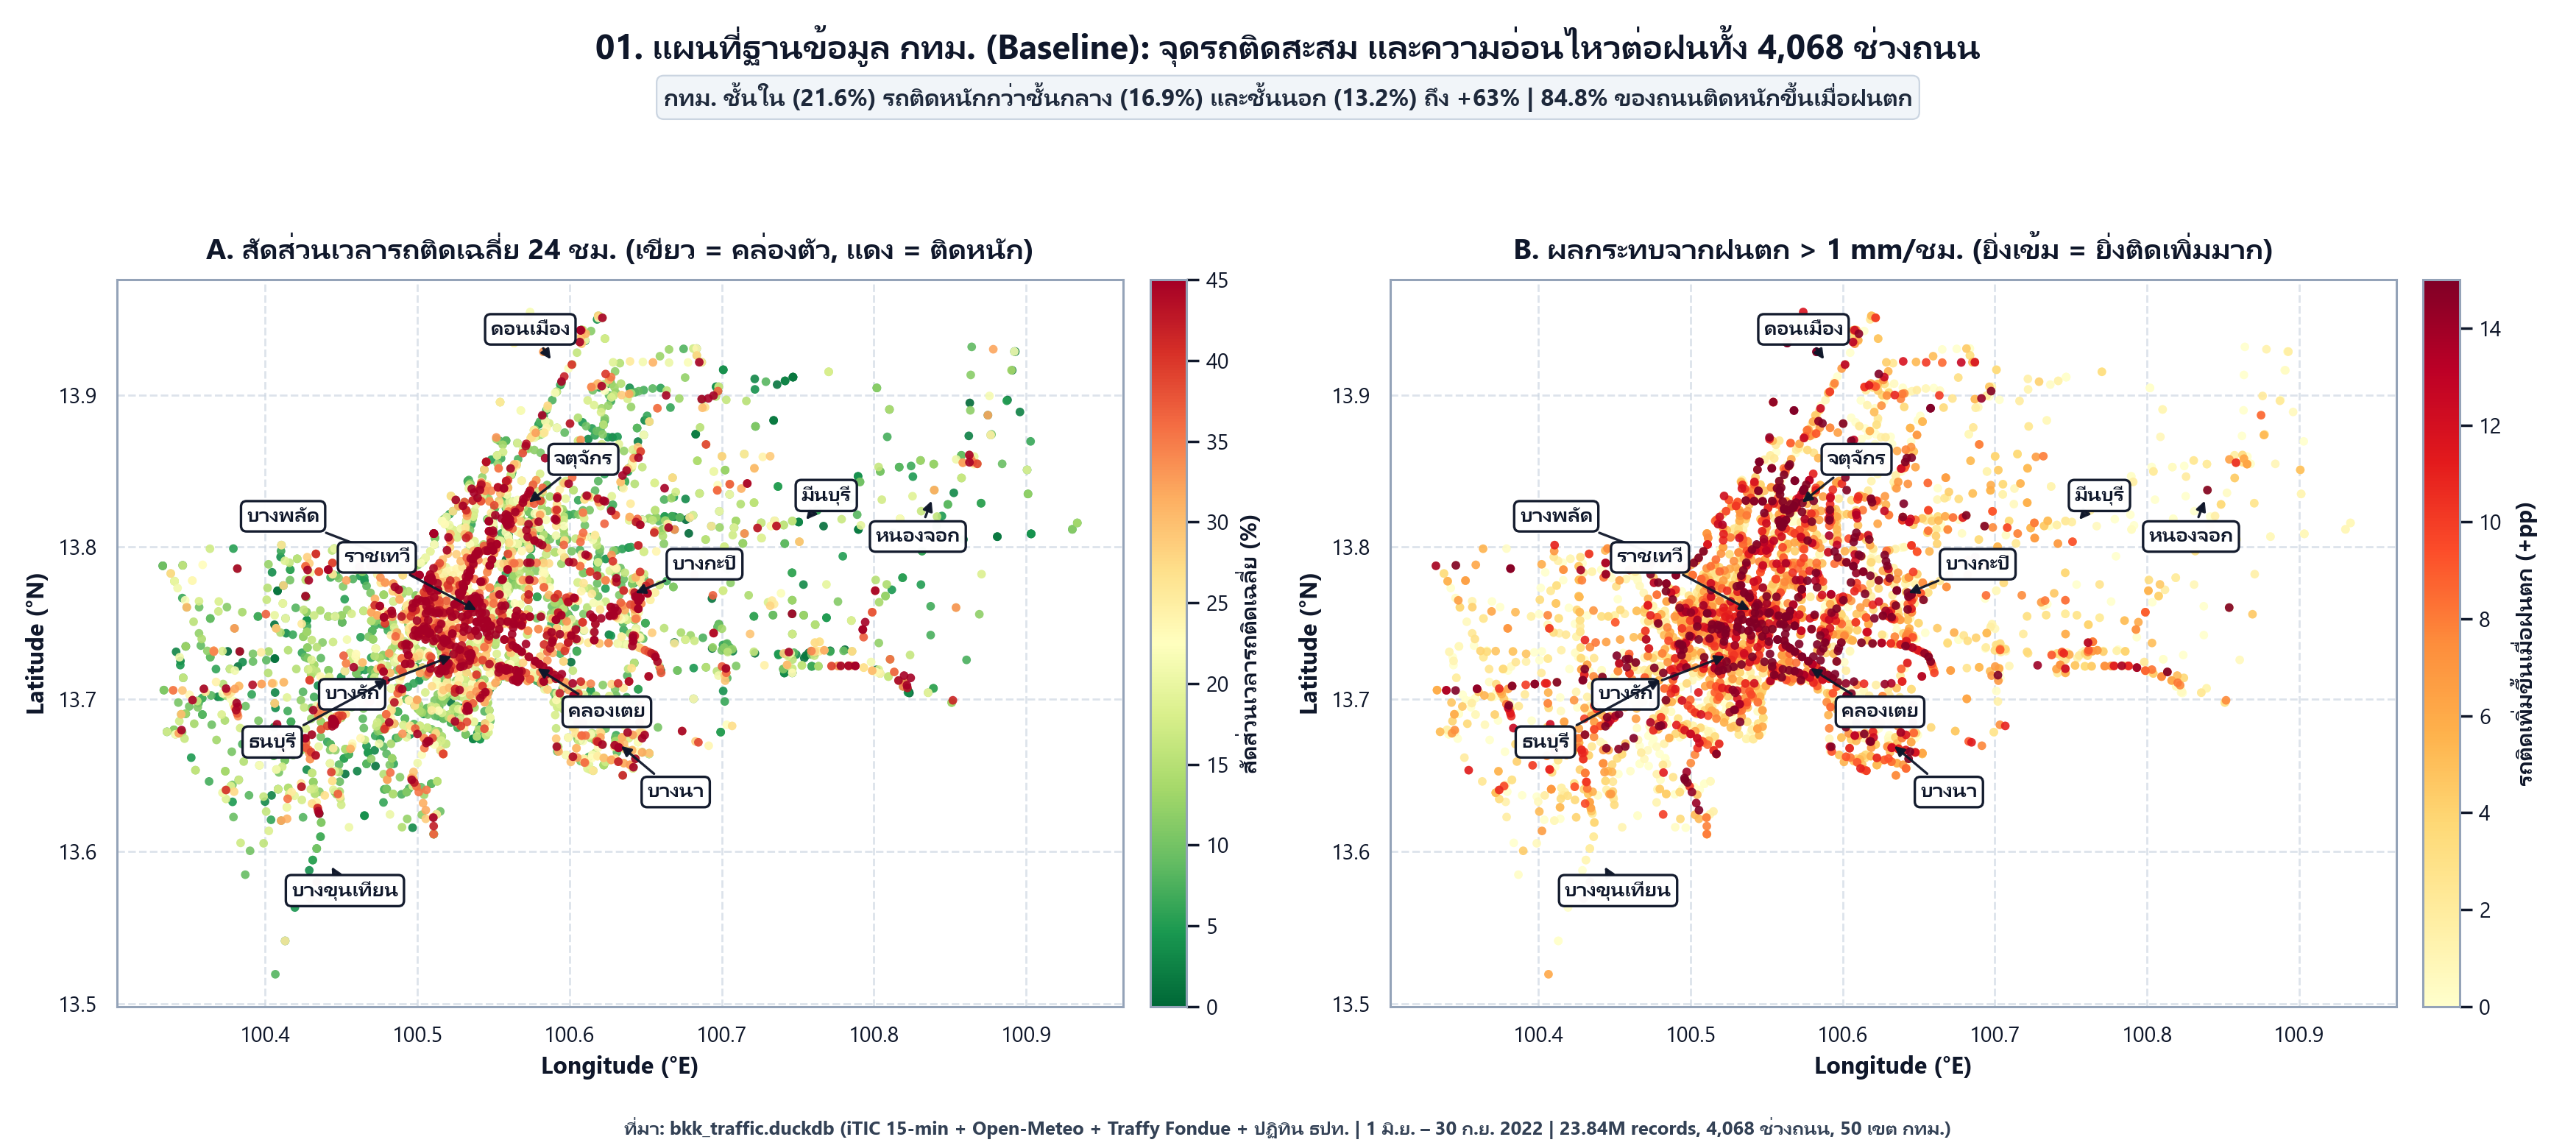 01. แผนที่ฐานข้อมูล กทม. (Baseline): จุดรถติดสะสม และความอ่อนไหวต่อฝนทั้ง 4,068 ช่วงถนน
กทม. ชั้นใน (21.6%) รถติดหนักกว่าชั้นกลาง (16.9%) และชั้นนอก (13.2%) ถึง +63% | 84.8% ของถนนติดหนักขึ้นเมื่อฝนตก
A. สัดส่วนเวลารถติดเฉลี่ย 24 ชม. (เขียว = คล่องตัว, แดง = ติดหนัก)
ดอนเมือง
จตุจักร
บางพลัด
ราชเทวี
มีนบุรี
หนองจอก
บางกะปิ
บางรัก
คลองเตย
ธนบุรี
บางนา
บางขุนเทียน
13.9
13.8
13.7
13.6
13.5
Latitude (°N)
100.4 100.5 100.6 100.7 100.8 100.9
Longitude (°E)
45
40
35
30
25
20
15
10
5
0
สัดส่วนเวลารถติดเฉลี่ย (%)
B. ผลกระทบจากฝนตก > 1 mm/ชม. (ยิ่งเข้ม = ยิ่งติดเพิ่มมาก)
ดอนเมือง
จตุจักร
บางพลัด
ราชเทวี
มีนบุรี
หนองจอก
บางกะปิ
บางรัก
คลองเตย
ธนบุรี
บางนา
บางขุนเทียน
13.9
13.8
13.7
13.6
13.5
Latitude (°N)
100.4 100.5 100.6 100.7 100.8 100.9
Longitude (°E)
14
12
10
8
6
4
2
0
รถติดเพิ่มขึ้นเมื่อฝนตก (+pp)
ที่มา: bkk_traffic.duckdb (iTIC 15-min + Open-Meteo + Traffy Fondue + ปฏิทิน ธปท. | 1 มิ.ย. – 30 ก.ย. 2022 | 23.84M records, 4,068 ช่วงถนน, 50 เขต กทม.)